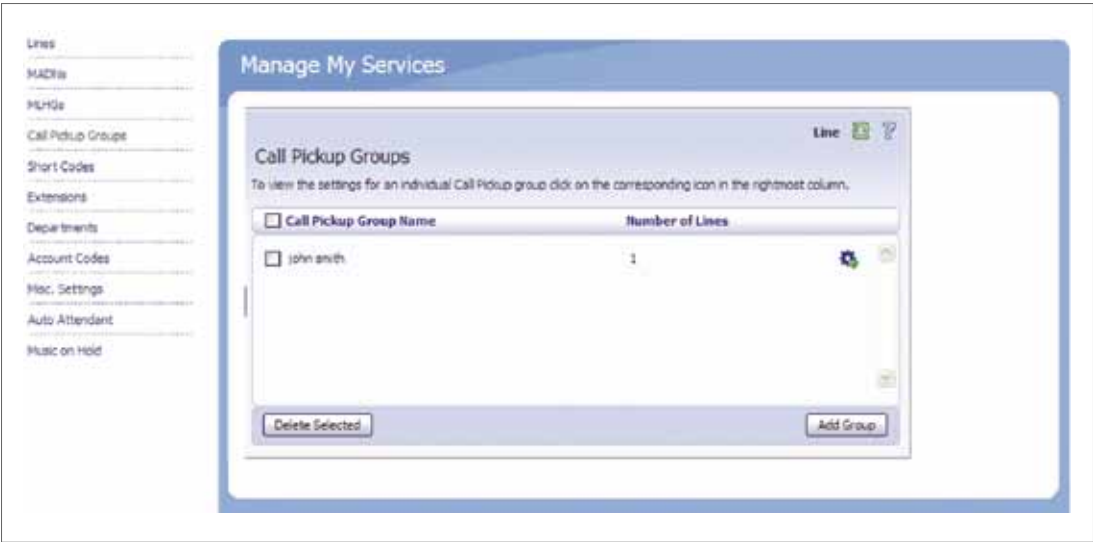 Lines
MADNs
MLHGs
Call Pickup Groups
Short Codes
Extensions
Departments
Account Codes
Misc. Settings
Auto Attendant
Music on Hold
Manage My Services
Line
Call Pickup Groups
To view the settings for an individual Call Pickup group click on the corresponding icon in the rightmost column.
Call Pickup Group Name Number of Lines
john smith 1
Delete Selected Add Group